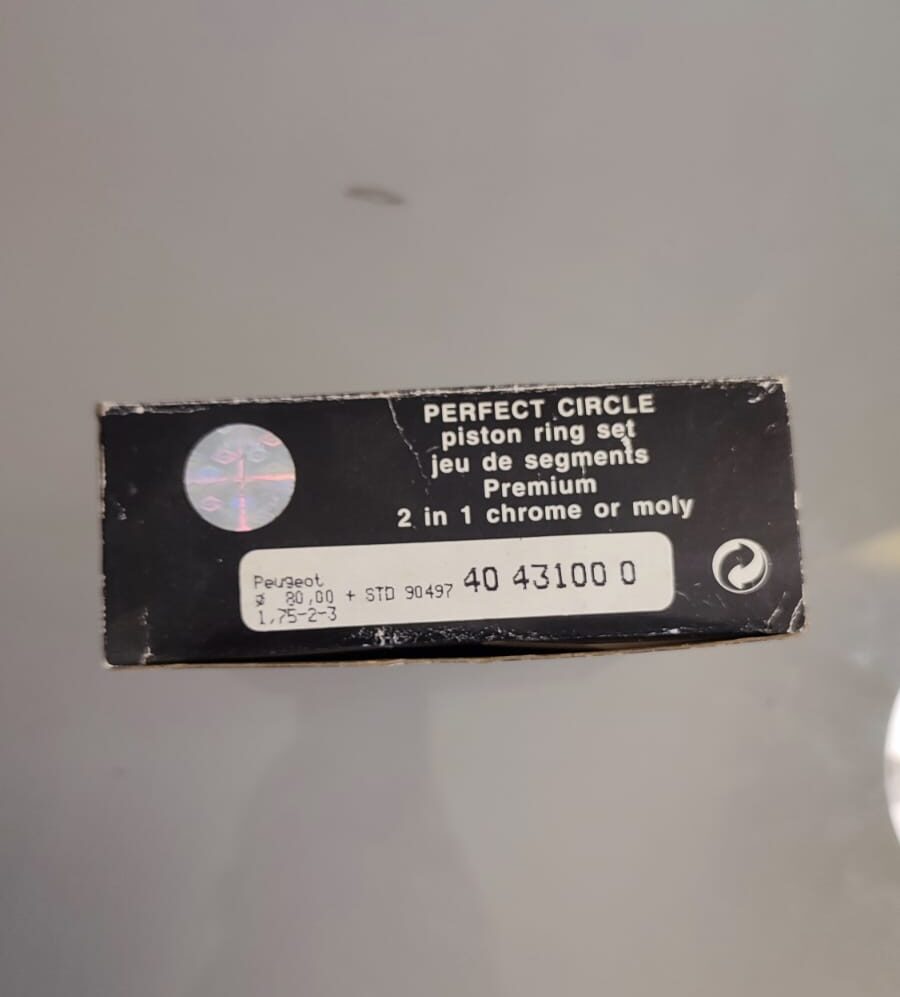 PERFECT CIRCLE
piston ring set
jeu de segments
Premium
2 in 1 chrome or moly
Peugeot
ø 80,00 + STD 90497 40 43100 0
1,75-2-3